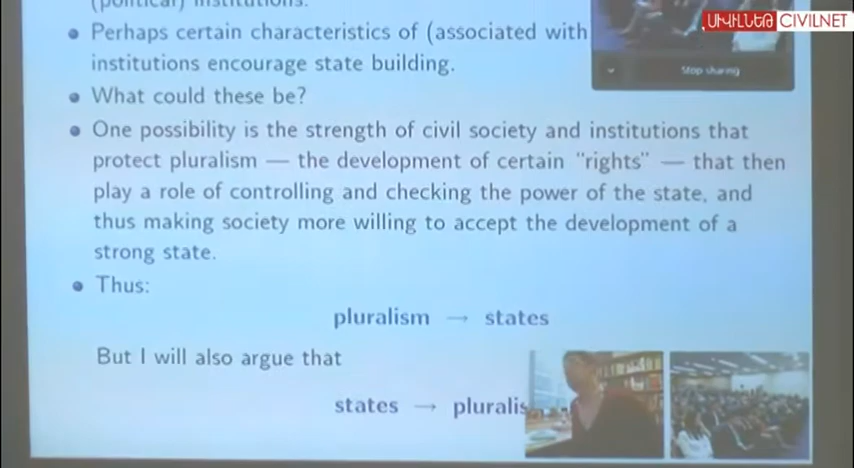 (political) institutions.
ՍԻՎԻԼՆԵԹ CIVILNET
Perhaps certain characteristics of (associated with
institutions encourage state building.
Stop sharing
What could these be?
One possibility is the strength of civil society and institutions that
protect pluralism — the development of certain "rights" — that then
play a role of controlling and checking the power of the state, and
thus making society more willing to accept the development of a
strong state.
Thus:
pluralism → states
But I will also argue that
states → pluralis